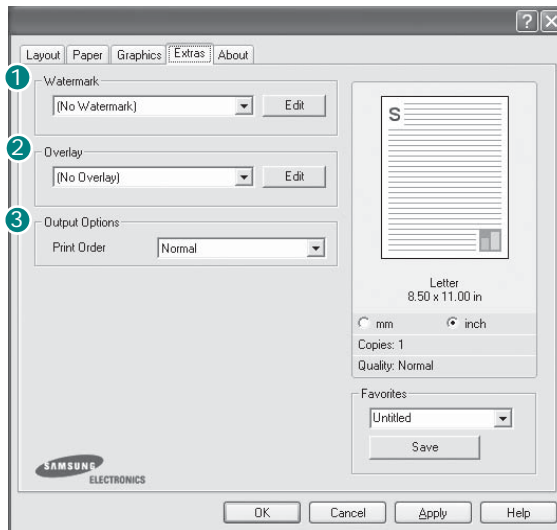 Layout Paper Graphics Extras About
1 Watermark
(No Watermark) Edit
2 Overlay
(No Overlay) Edit
3 Output Options
Print Order Normal
S
Letter
8.50 x 11.00 in
mm inch
Copies: 1
Quality: Normal
Favorites
Untitled
Save
SAMSUNG
ELECTRONICS
OK Cancel Apply Help